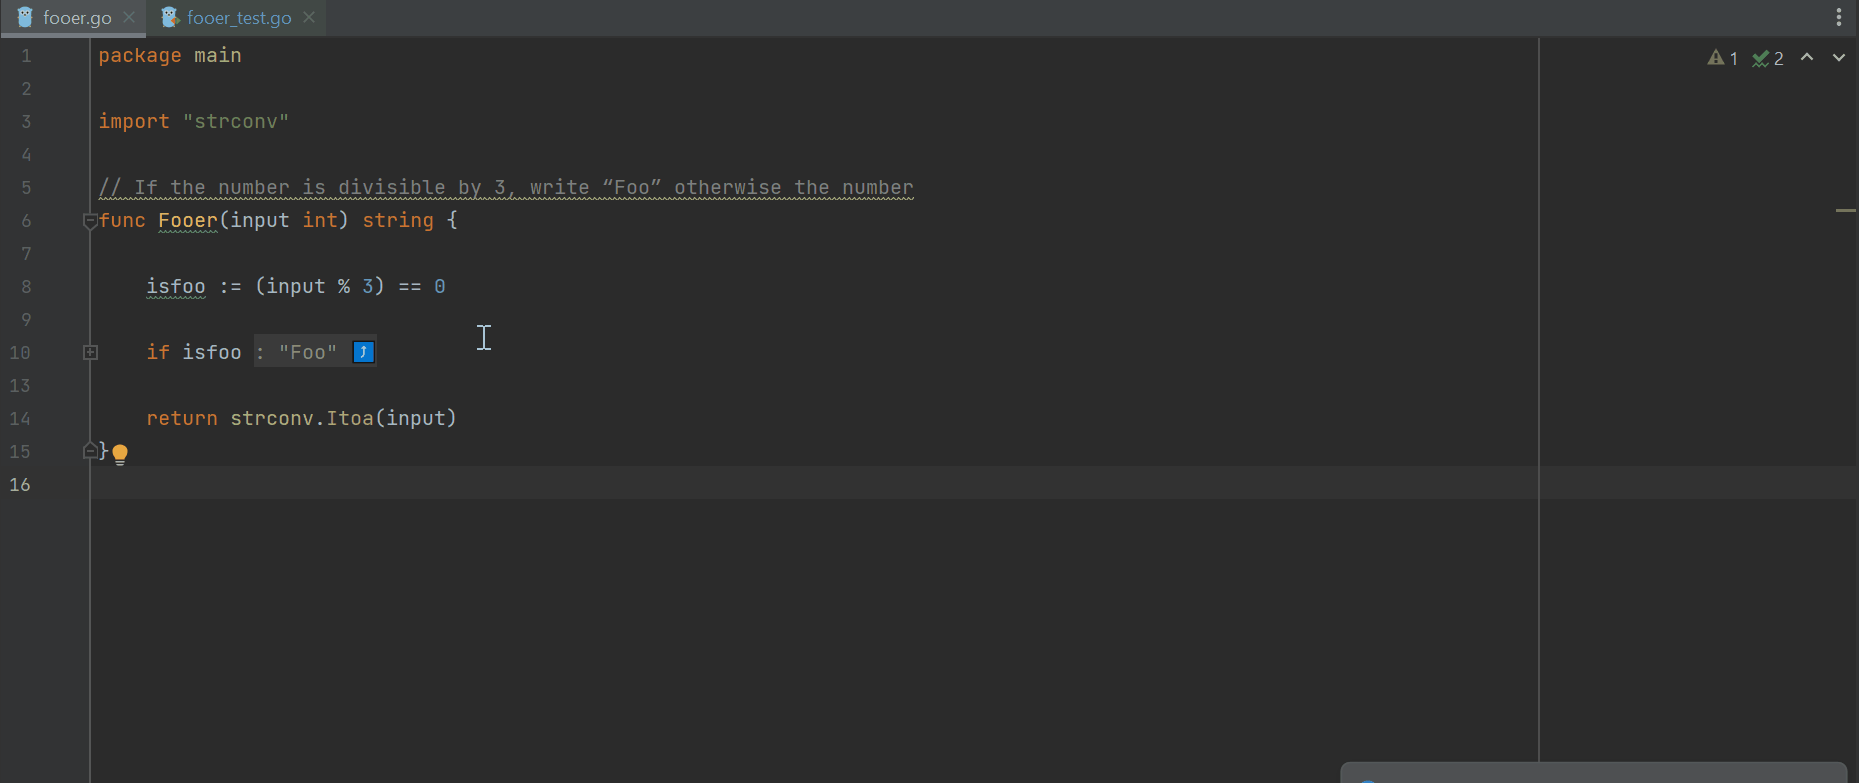 fooer.go fooer_test.go
1 package main
1 2
2
3 import "strconv"
4
5 // If the number is divisible by 3, write “Foo” otherwise the number
6 func Fooer(input int) string {
7
8 isfoo := (input % 3) == 0
9
10 if isfoo : "Foo" ⤴
13
14 return strconv.Itoa(input)
15 }
16